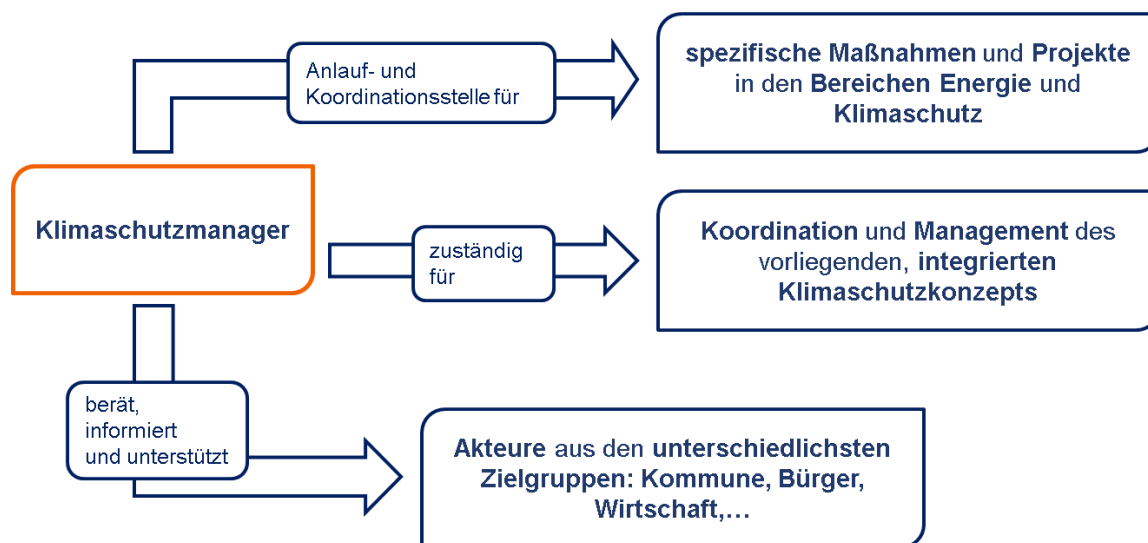 Anlauf- und
Koordinationsstelle für
spezifische Maßnahmen und Projekte
in den Bereichen Energie und
Klimaschutz
Klimaschutzmanager
zuständig
für
Koordination und Management des
vorliegenden, integrierten
Klimaschutzkonzepts
berät,
informiert
und unterstützt
Akteure aus den unterschiedlichsten
Zielgruppen: Kommune, Bürger,
Wirtschaft,…